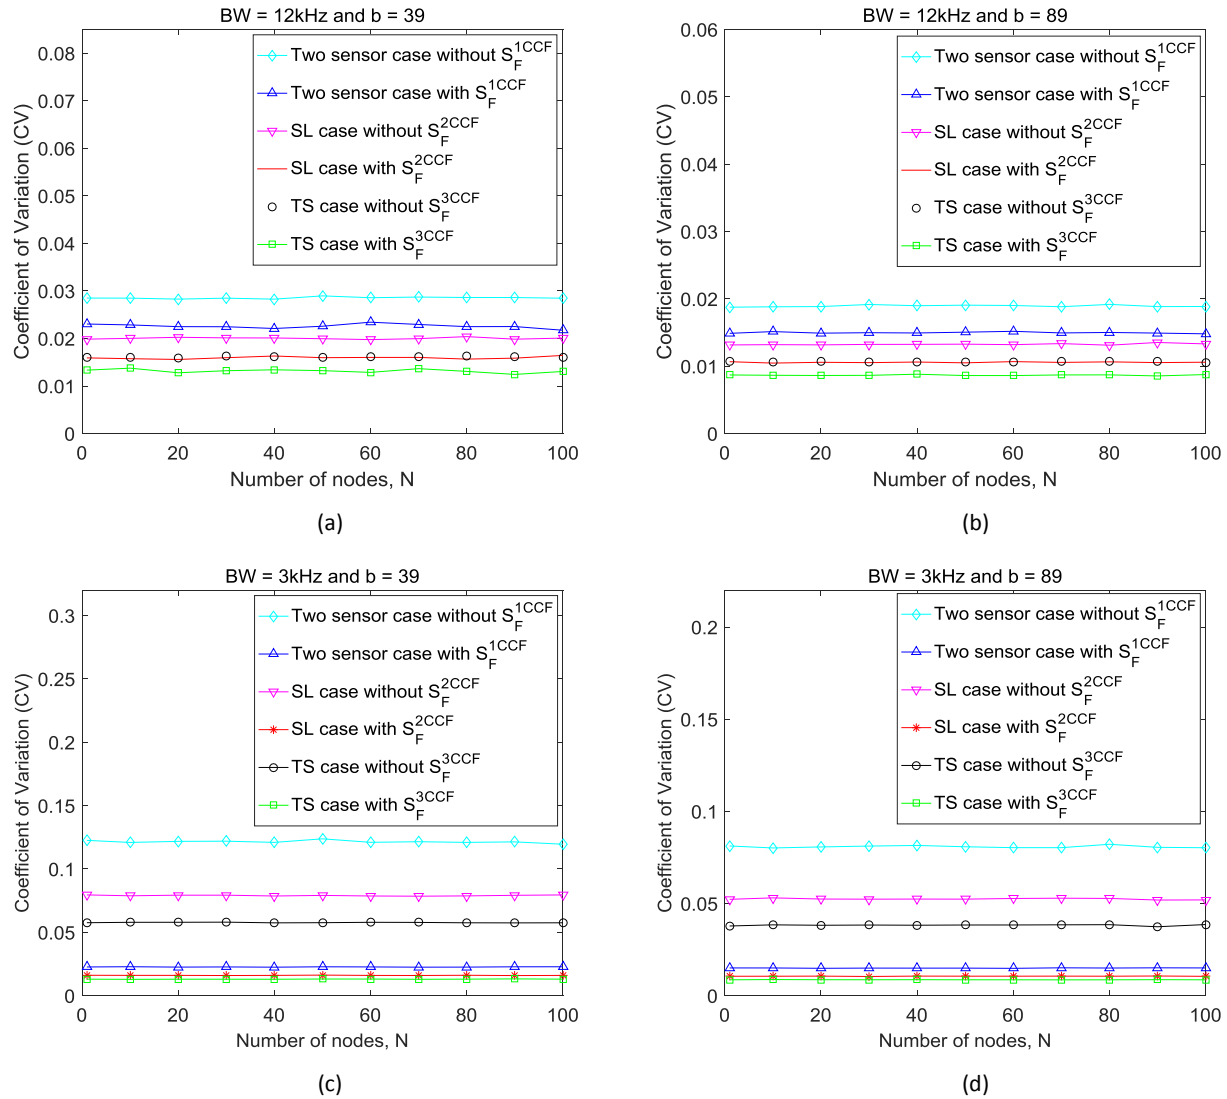 BW = 12kHz and b = 39
Coefficient of Variation (CV)
0.08
0.07
0.06
0.05
0.04
0.03
0.02
0.01
0
Two sensor case without S_F^1CCF
Two sensor case with S_F^1CCF
SL case without S_F^2CCF
SL case with S_F^2CCF
TS case without S_F^3CCF
TS case with S_F^3CCF
0 20 40 60 80 100
Number of nodes, N
(a)
BW = 12kHz and b = 89
Coefficient of Variation (CV)
0.06
0.05
0.04
0.03
0.02
0.01
0
Two sensor case without S_F^1CCF
Two sensor case with S_F^1CCF
SL case without S_F^2CCF
SL case with S_F^2CCF
TS case without S_F^3CCF
TS case with S_F^3CCF
0 20 40 60 80 100
Number of nodes, N
(b)
BW = 3kHz and b = 39
Coefficient of Variation (CV)
0.3
0.25
0.2
0.15
0.1
0.05
0
Two sensor case without S_F^1CCF
Two sensor case with S_F^1CCF
SL case without S_F^2CCF
SL case with S_F^2CCF
TS case without S_F^3CCF
TS case with S_F^3CCF
0 20 40 60 80 100
Number of nodes, N
(c)
BW = 3kHz and b = 89
Coefficient of Variation (CV)
0.2
0.15
0.1
0.05
0
Two sensor case without S_F^1CCF
Two sensor case with S_F^1CCF
SL case without S_F^2CCF
SL case with S_F^2CCF
TS case without S_F^3CCF
TS case with S_F^3CCF
0 20 40 60 80 100
Number of nodes, N
(d)